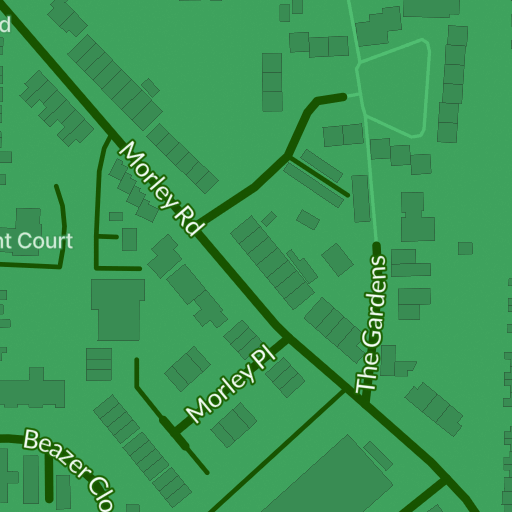 d
Morley Rd
nt Court
The Gardens
Morley Pl
Beazer Clo